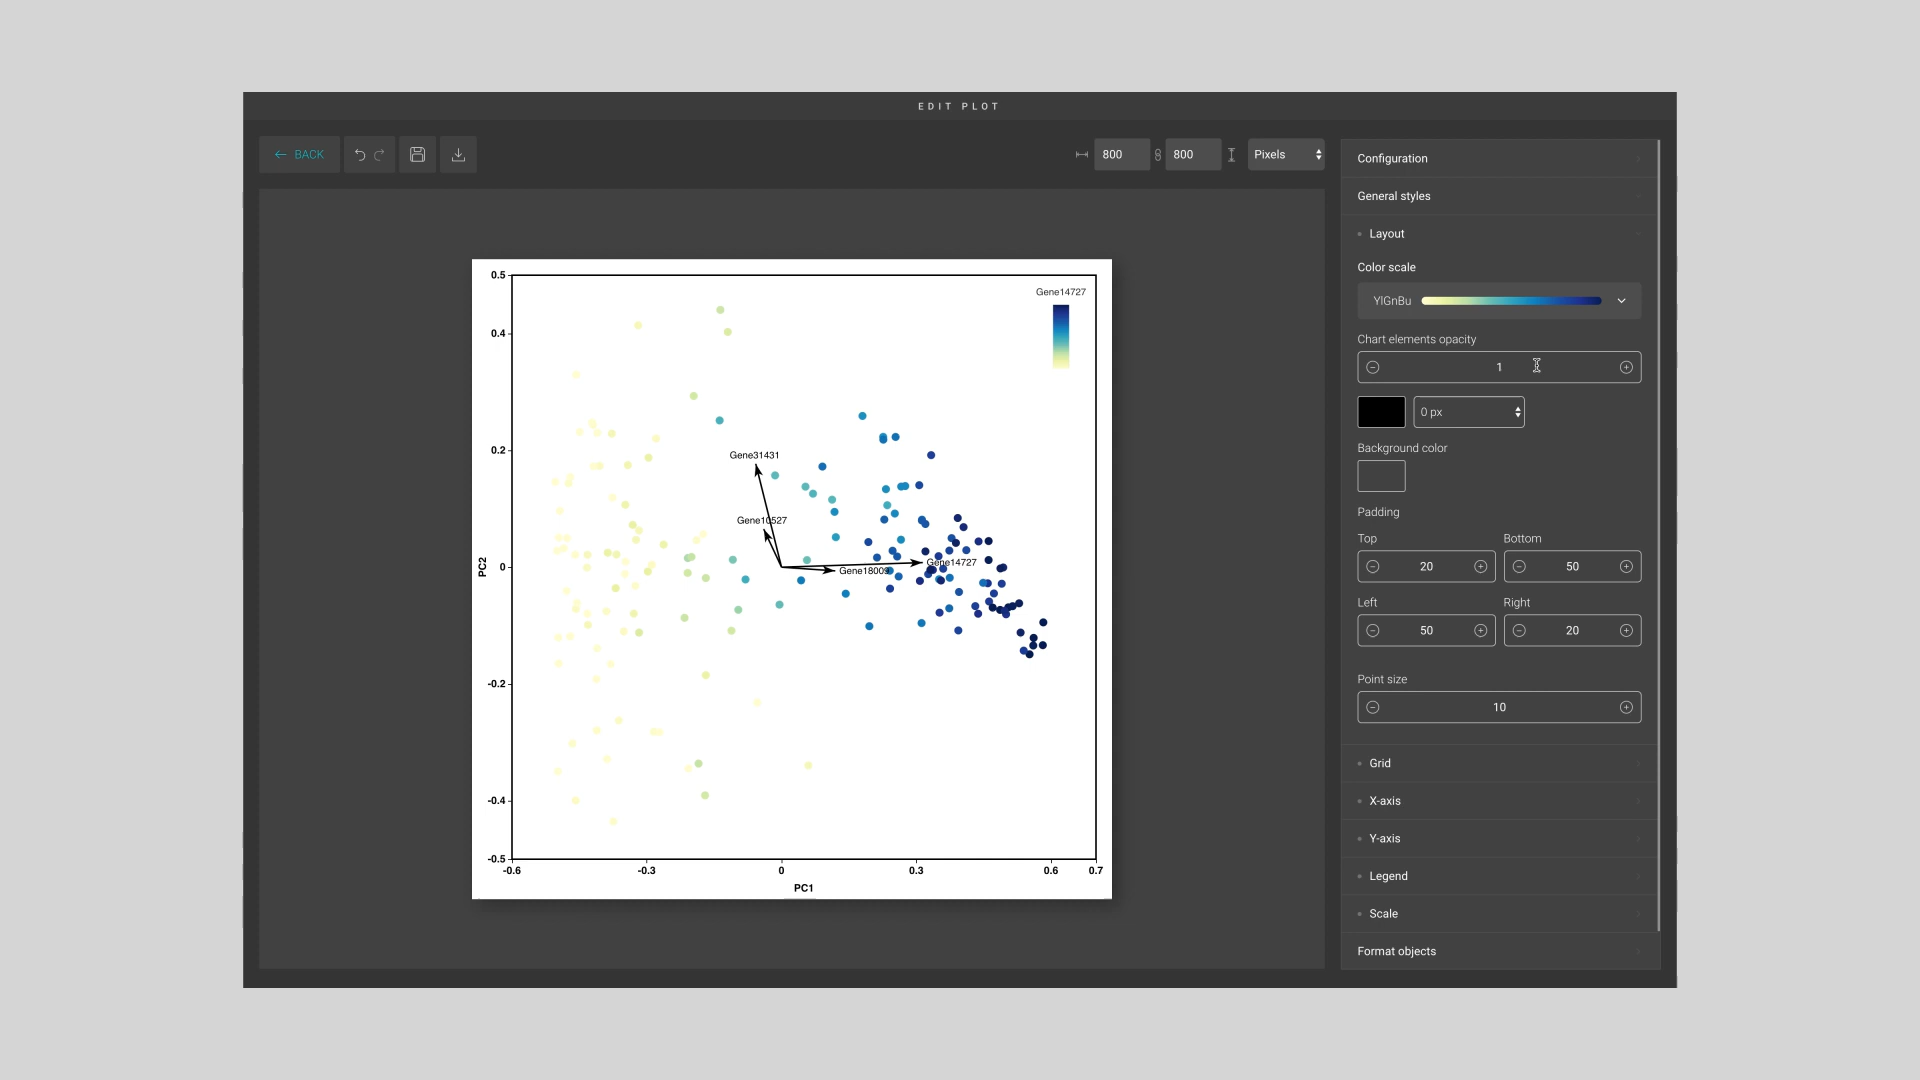 EDIT PLOT
BACK
800
800
Pixels
Configuration
General styles
Layout
Color scale
YlGnBu
Chart elements opacity
1
0 px
Background color
Padding
Top
Bottom
20
50
Left
Right
50
20
Point size
10
Grid
X-axis
Y-axis
Legend
Scale
Format objects
0.5
0.4
0.2
0
-0.2
-0.4
-0.5
PC2
Gene14727
Gene31431
Gene10527
Gene14727
Gene18009
-0.6
-0.3
0
0.3
0.6
0.7
PC1